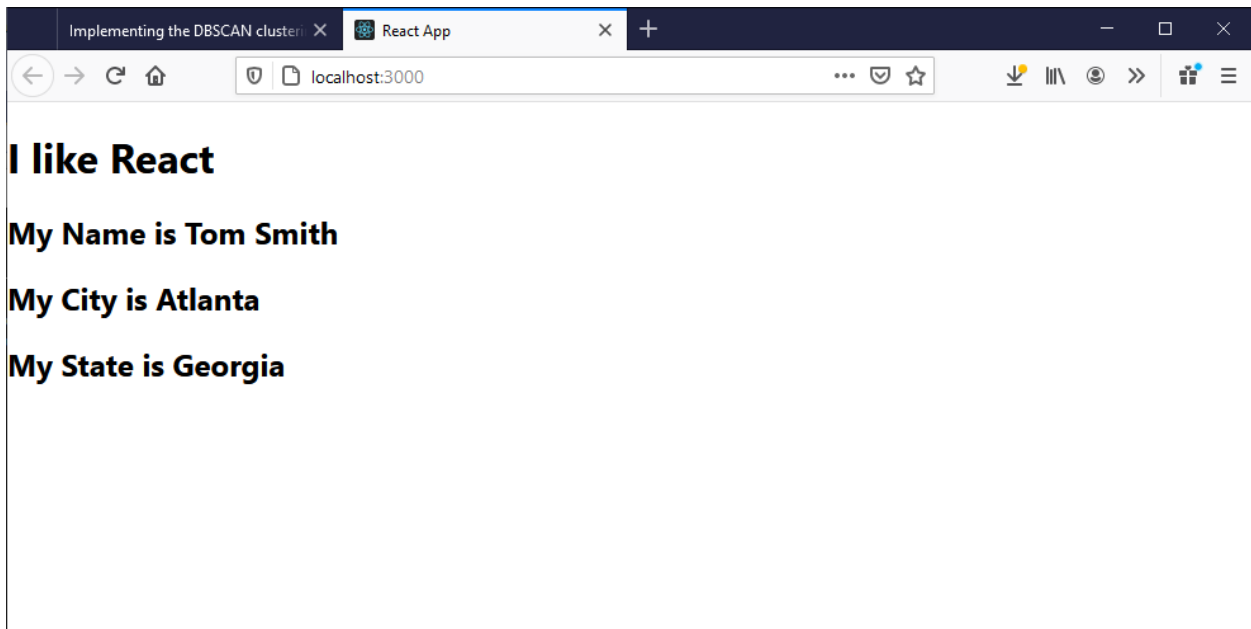 Implementing the DBSCAN clusteri
React App
localhost:3000
I like React
My Name is Tom Smith
My City is Atlanta
My State is Georgia